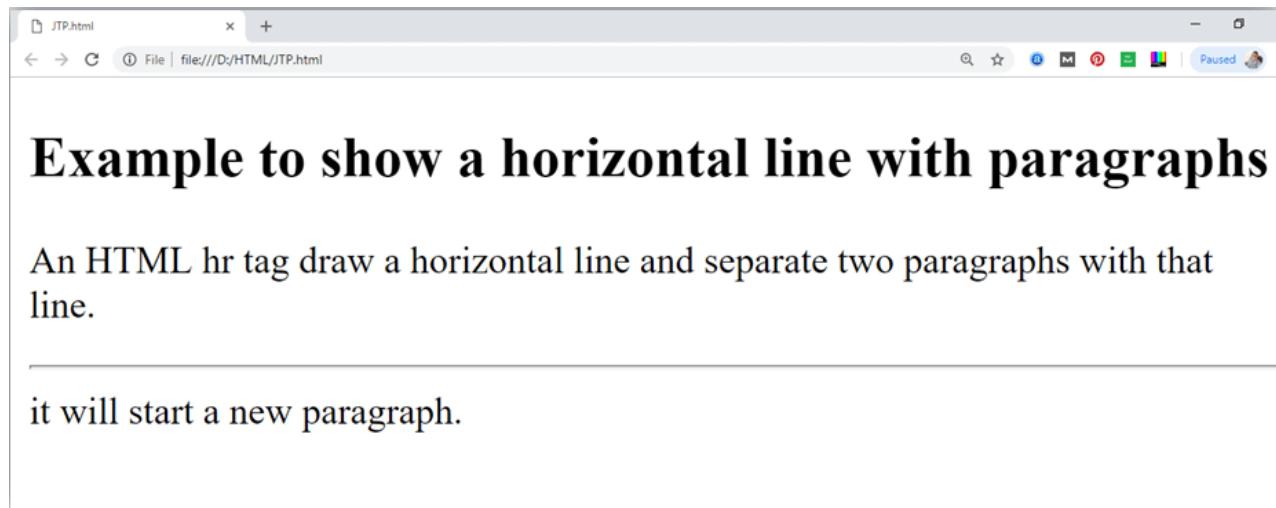 JTP.html
File | file:///D:/HTML/JTP.html
Paused
Example to show a horizontal line with paragraphs
An HTML hr tag draw a horizontal line and separate two paragraphs with that
line.
it will start a new paragraph.